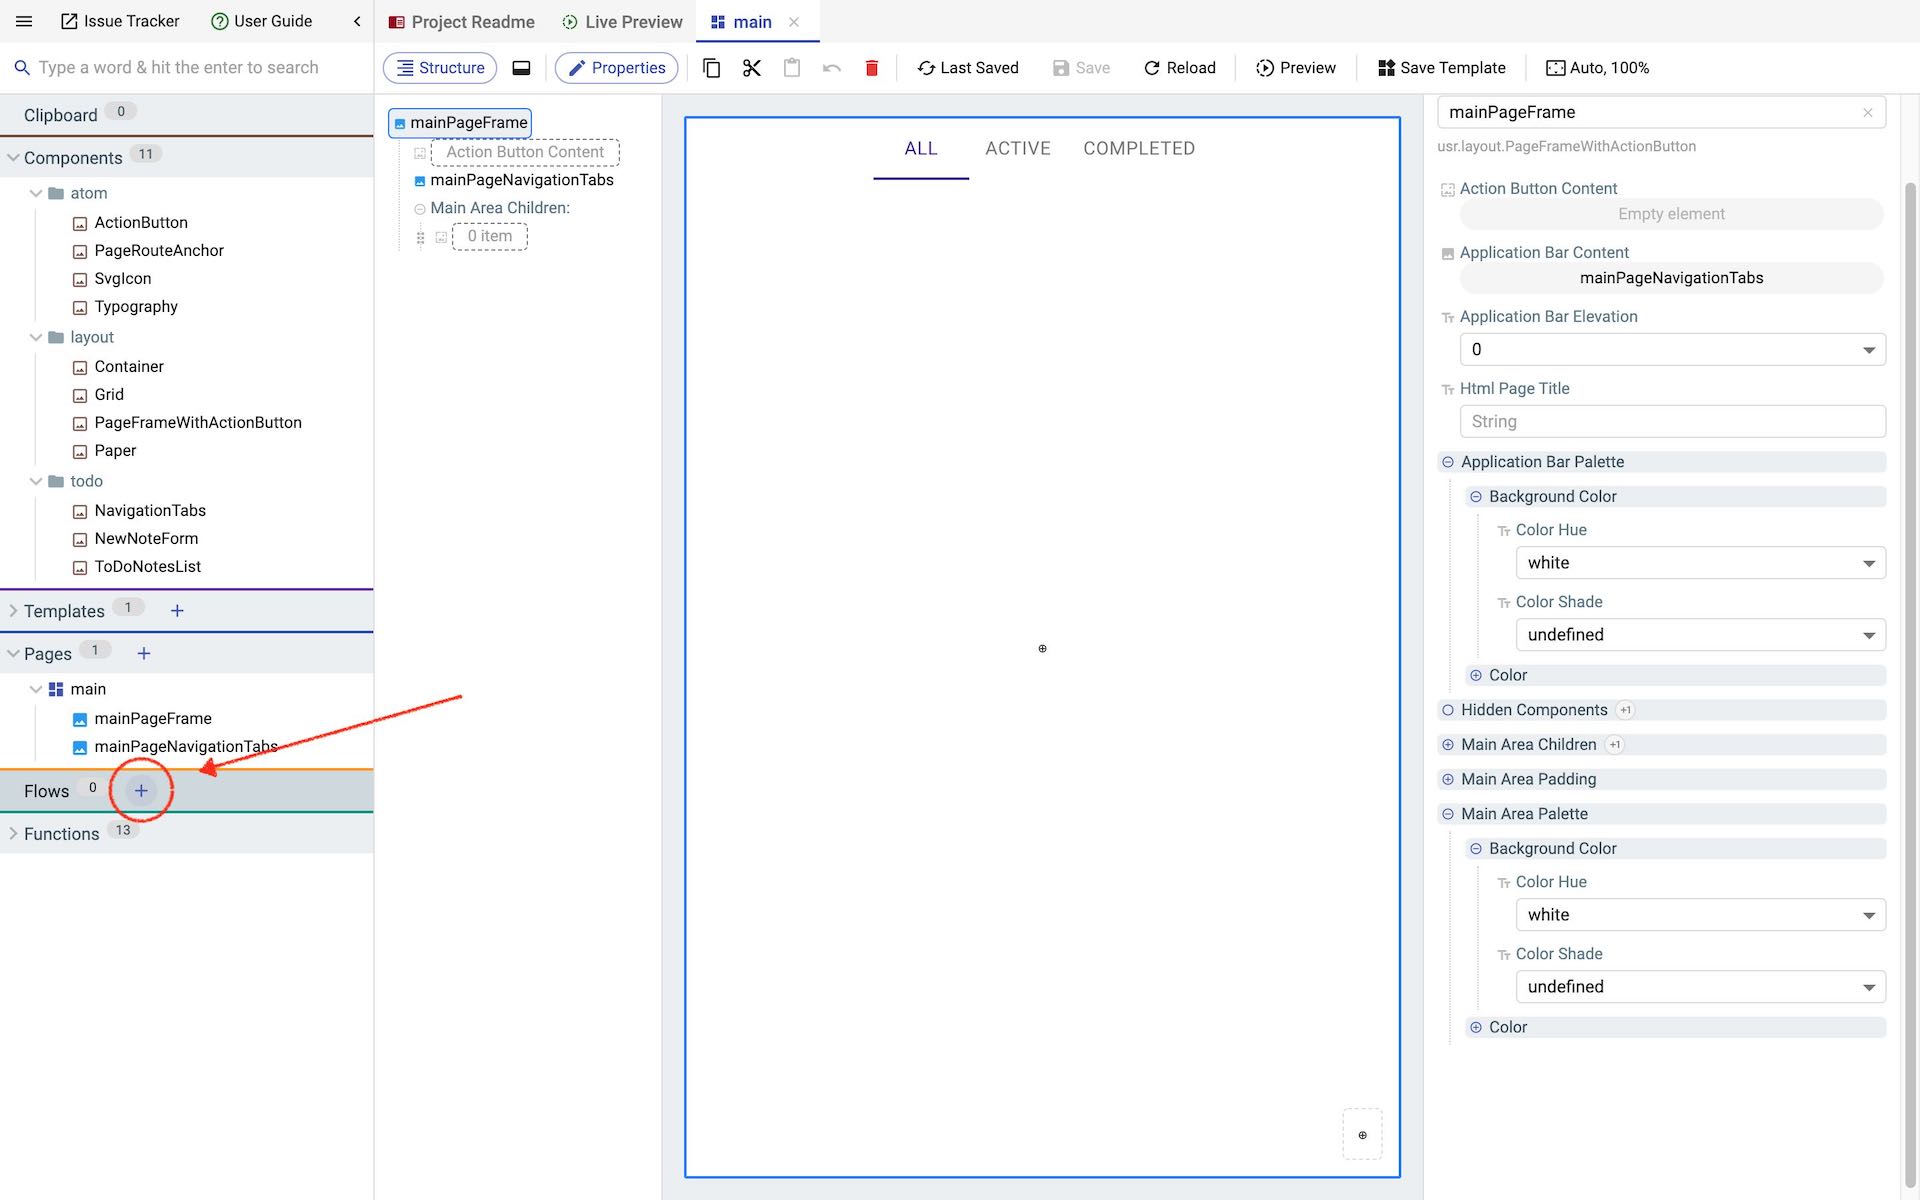 Issue Tracker
User Guide
Project Readme
Live Preview
main
Type a word & hit the enter to search
Structure
Properties
Last Saved
Save
Reload
Preview
Save Template
Auto, 100%
Clipboard 0
Components 11
atom
ActionButton
PageRouteAnchor
SvgIcon
Typography
layout
Container
Grid
PageFrameWithActionButton
Paper
todo
NavigationTabs
NewNoteForm
ToDoNotesList
Templates 1 +
Pages 1 +
main
mainPageFrame
mainPageNavigationTabs
Flows 0 +
Functions 13
mainPageFrame
Action Button Content
mainPageNavigationTabs
Main Area Children:
0 item
ALL ACTIVE COMPLETED
mainPageFrame
usr.layout.PageFrameWithActionButton
Action Button Content
Empty element
Application Bar Content
mainPageNavigationTabs
Tт Application Bar Elevation
0
Tт Html Page Title
String
Application Bar Palette
Background Color
Tт Color Hue
white
Tт Color Shade
undefined
Color
Hidden Components +1
Main Area Children +1
Main Area Padding
Main Area Palette
Background Color
Tт Color Hue
white
Tт Color Shade
undefined
Color